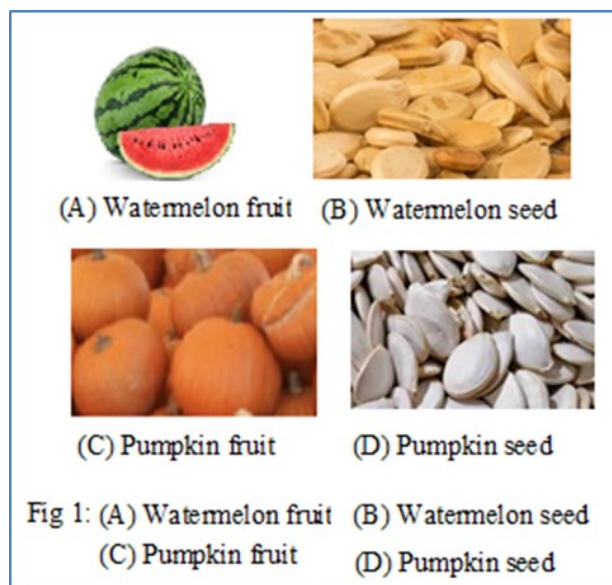 (A) Watermelon fruit (B) Watermelon seed
(C) Pumpkin fruit (D) Pumpkin seed
Fig 1: (A) Watermelon fruit (B) Watermelon seed
(C) Pumpkin fruit (D) Pumpkin seed